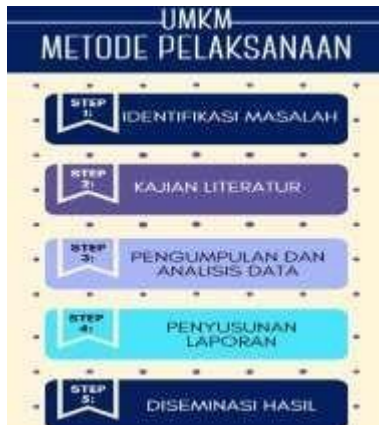 UMKM
METODE PELAKSANAAN
STEP
1:
IDENTIFIKASI MASALAH
STEP
2:
KAJIAN LITERATUR
STEP
3:
PENGUMPULAN DAN
ANALISIS DATA
STEP
4:
PENYUSUNAN
LAPORAN
STEP
5:
DISEMINASI HASIL